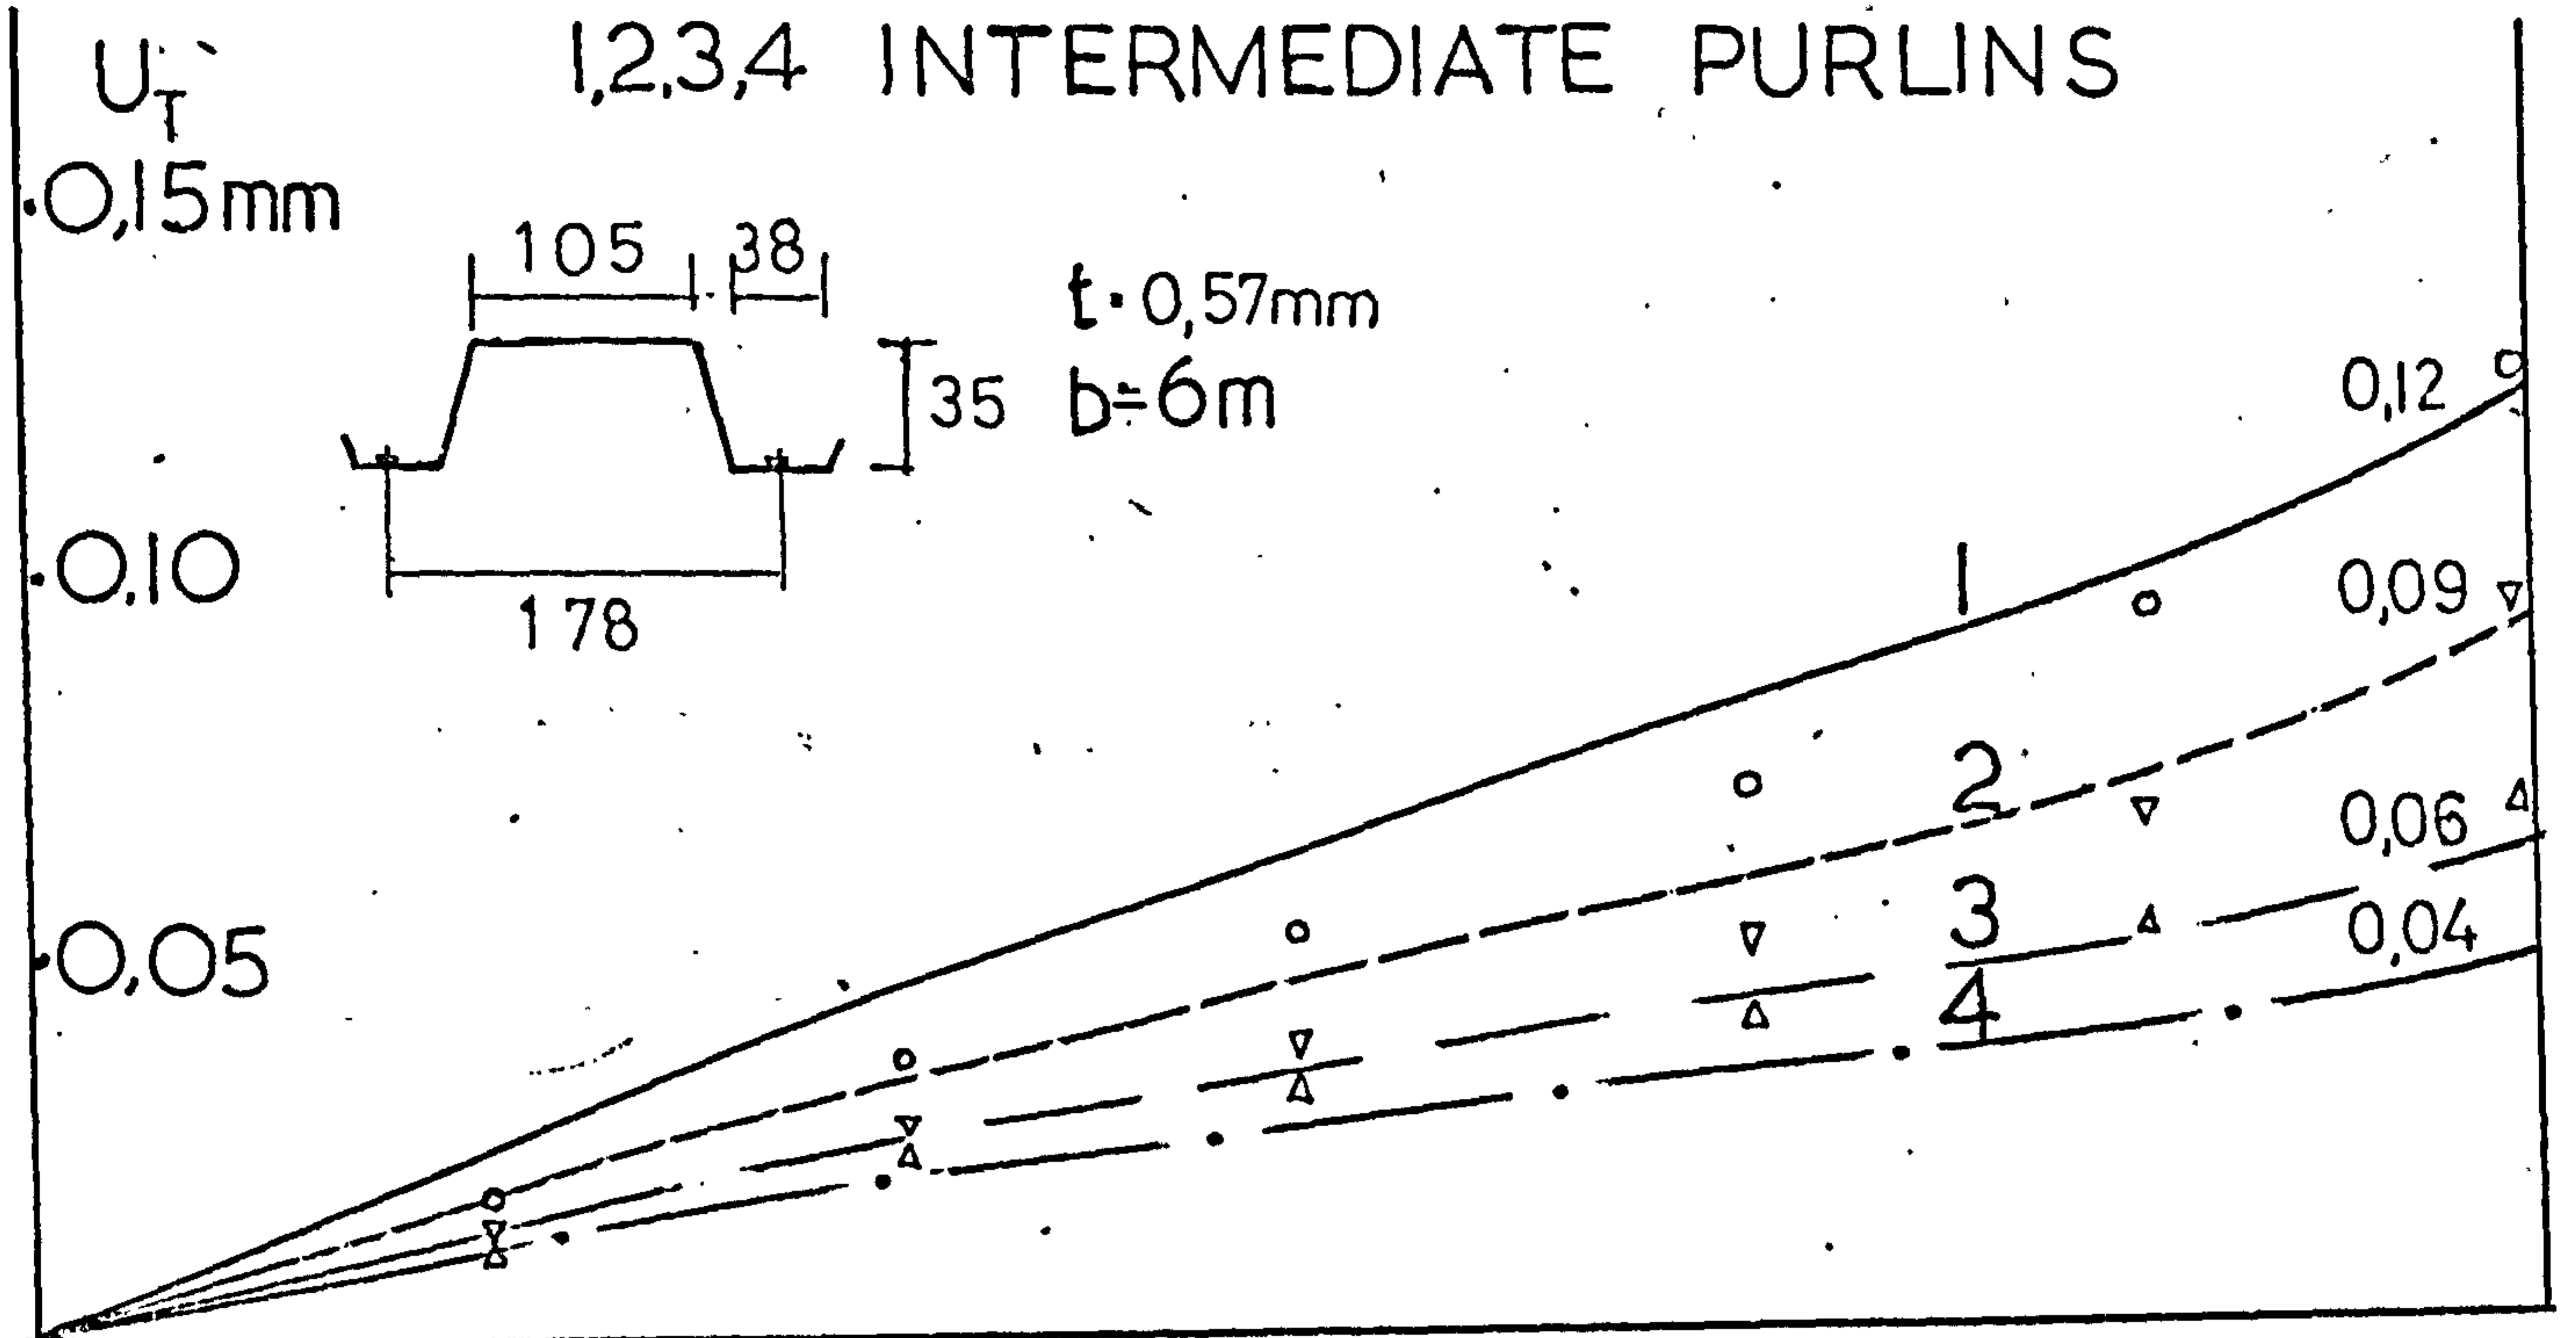 U_T
1,2,3,4 INTERMEDIATE PURLINS
0,15mm
105
38
t=0,57mm
35
b=6m
0,12
0,10
178
1
0,09
2
0,06
3
0,05
0,04
4